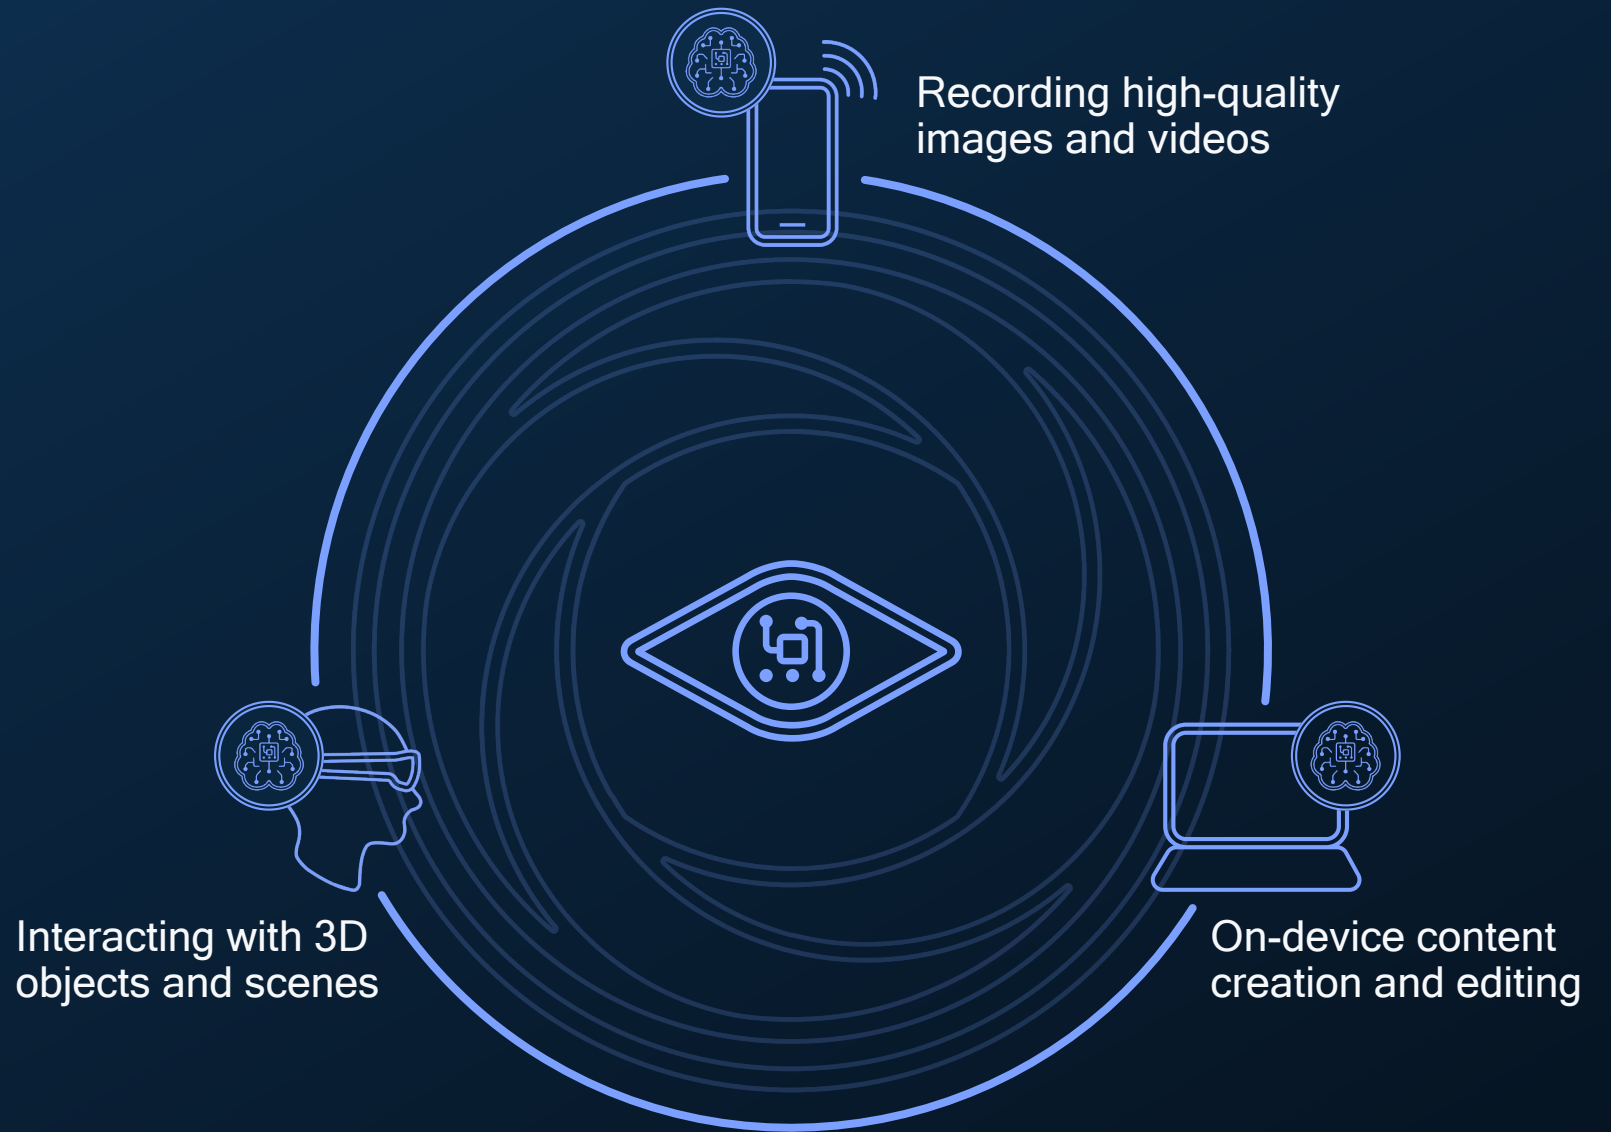 Recording high-quality
images and videos
Interacting with 3D
objects and scenes
On-device content
creation and editing